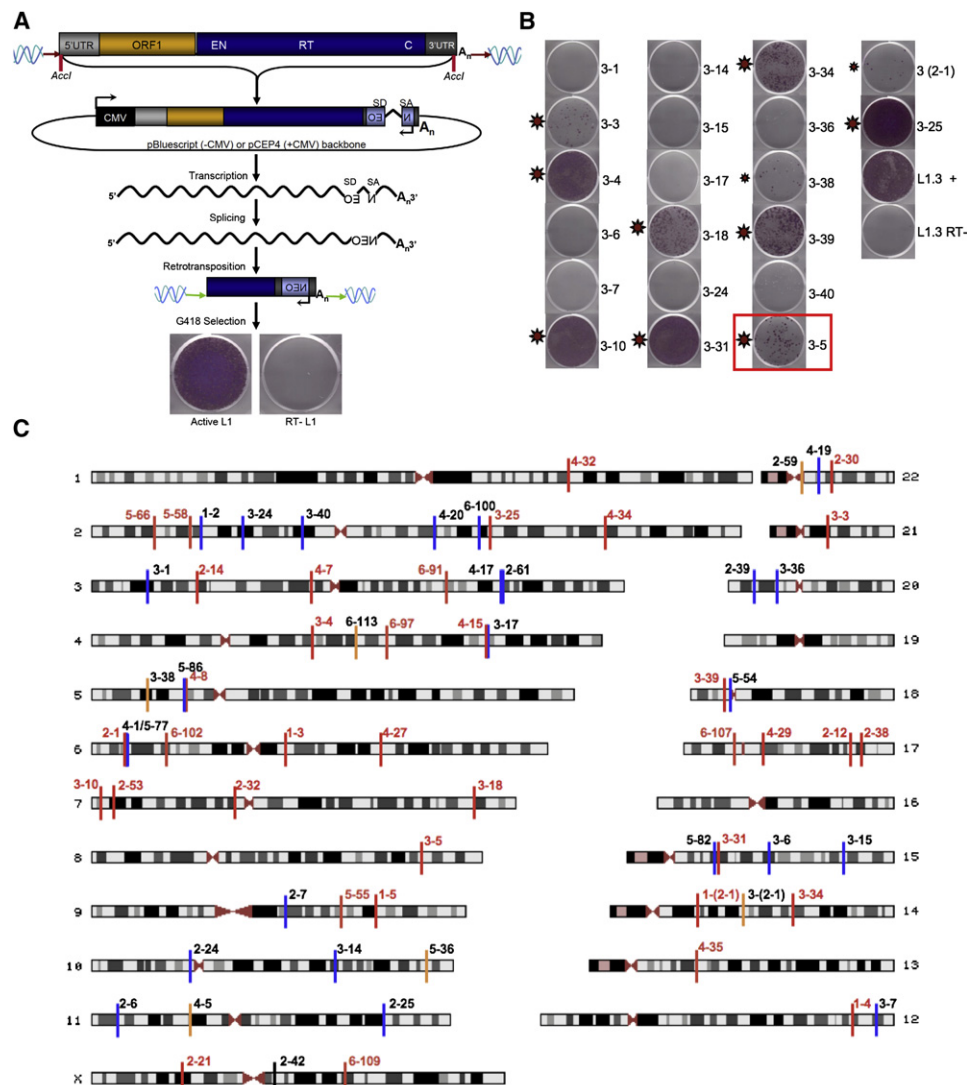 A
5'UTR ORF1 EN RT C 3'UTR An
AccI AccI
CMV SD SA An
pBluescript (-CMV) or pCEP4 (+CMV) backbone
Transcription
5' SD SA An3'
Splicing
5' An3'
Retrotransposition
An
G418 Selection
Active L1 RT- L1
B
3-1 3-14 3-34 3 (2-1)
3-3 3-15 3-36 3-25
3-4 3-17 3-38 L1.3 +
3-6 3-18 3-39 L1.3 RT-
3-7 3-24 3-40
3-10 3-31 3-5
C
1 4-32 2-59 4-19 2-30 22
2 5-66 5-58 1-2 3-24 3-40 4-20 6-100 3-25 4-34 3-3 21
3 3-1 2-14 4-7 6-91 4-17 2-61 2-39 3-36 20
4 3-4 6-113 6-97 4-15 3-17 19
5 3-38 5-86 4-8 3-39 5-54 18
6 2-1 4-1/5-77 6-102 1-3 4-27 6-107 4-29 2-12 2-38 17
7 3-10 2-53 2-32 3-18 16
8 3-5 5-82 3-31 3-6 3-15 15
9 2-7 5-55 1-5 1-(2-1) 3-(2-1) 3-34 14
10 2-24 3-14 5-36 4-35 13
11 2-6 4-5 2-25 1-4 3-7 12
X 2-21 2-42 6-109